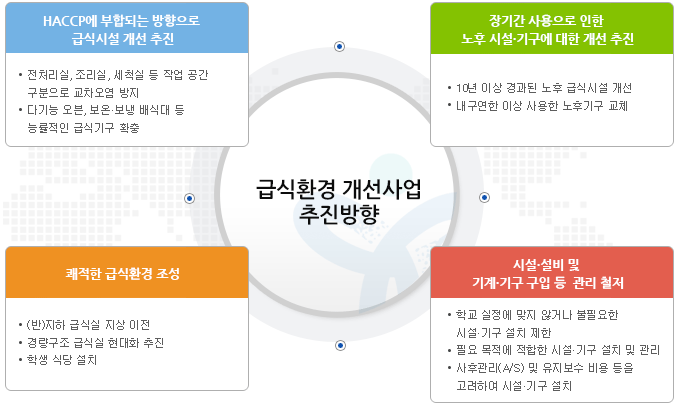 HACCP에 부합되는 방향으로
급식시설 개선 추진
• 전처리실, 조리실, 세척실 등 작업 공간
구분으로 교차오염 방지
• 다기능 오븐, 보온·보냉 배식대 등
능률적인 급식기구 확충
장기간 사용으로 인한
노후 시설·기구에 대한 개선 추진
• 10년 이상 경과된 노후 급식시설 개선
• 내구연한 이상 사용한 노후기구 교체
급식환경 개선사업
추진방향
쾌적한 급식환경 조성
• (반)지하 급식실 지상 이전
• 경량구조 급식실 현대화 추진
• 학생 식당 설치
시설·설비 및
기계·기구 구입 등 관리 철저
• 학교 실정에 맞지 않거나 불필요한
시설·기구 설치 제한
• 필요 목적에 적합한 시설·기구 설치 및 관리
• 사후관리(A/S) 및 유지보수 비용 등을
고려하여 시설·기구 설치